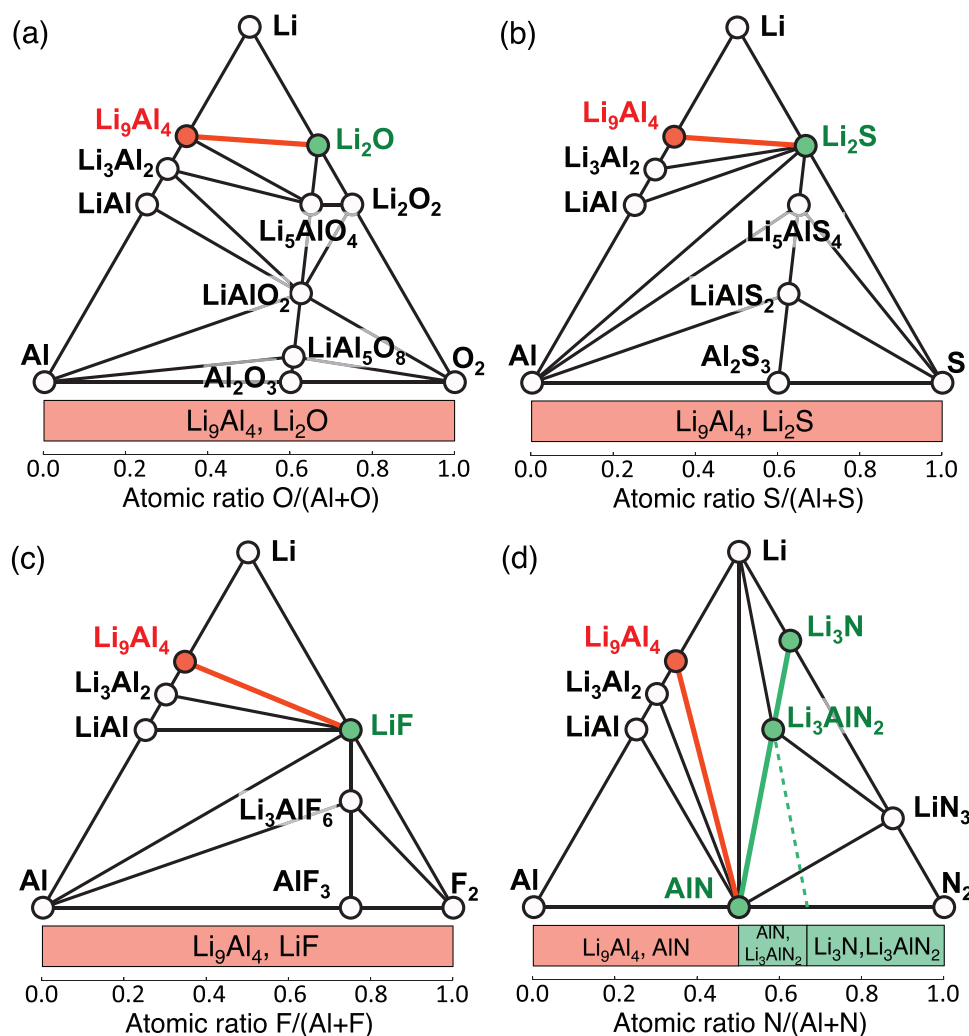 (a)
Li
Li₉Al₄
Li₂O
Li₃Al₂
LiAl
Li₂O₂
Li₅AlO₄
LiAlO₂
LiAl₅O₈
Al
O₂
Al₂O₃
Li₉Al₄, Li₂O
0.0 0.2 0.4 0.6 0.8 1.0
Atomic ratio O/(Al+O)
(b)
Li
Li₉Al₄
Li₂S
Li₃Al₂
LiAl
Li₅AlS₄
LiAlS₂
Al
Al₂S₃
S
Li₉Al₄, Li₂S
0.0 0.2 0.4 0.6 0.8 1.0
Atomic ratio S/(Al+S)
(c)
Li
Li₉Al₄
Li₃Al₂
LiAl
LiF
Li₃AlF₆
Al
AlF₃
F₂
Li₉Al₄, LiF
0.0 0.2 0.4 0.6 0.8 1.0
Atomic ratio F/(Al+F)
(d)
Li
Li₉Al₄
Li₃N
Li₃Al₂
LiAl
Li₃AlN₂
LiN₃
Al
AlN
N₂
Li₉Al₄, AlN
AlN,
Li₃AlN₂
Li₃N,Li₃AlN₂
0.0 0.2 0.4 0.6 0.8 1.0
Atomic ratio N/(Al+N)